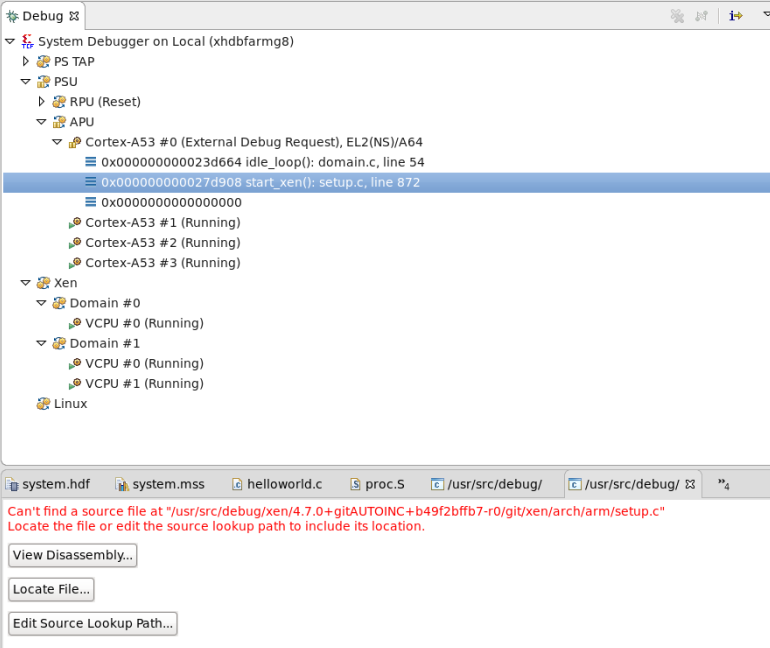 Debug
System Debugger on Local (xhdbfarmg8)
PS TAP
PSU
RPU (Reset)
APU
Cortex-A53 #0 (External Debug Request), EL2(NS)/A64
0x000000000023d664 idle_loop(): domain.c, line 54
0x000000000027d908 start_xen(): setup.c, line 872
0x0000000000000000
Cortex-A53 #1 (Running)
Cortex-A53 #2 (Running)
Cortex-A53 #3 (Running)
Xen
Domain #0
VCPU #0 (Running)
Domain #1
VCPU #0 (Running)
VCPU #1 (Running)
Linux
system.hdf system.mss helloworld.c proc.S /usr/src/debug/ /usr/src/debug/ »4
Can't find a source file at "/usr/src/debug/xen/4.7.0+gitAUTOINC+b49f2bffb7-r0/git/xen/arch/arm/setup.c"
Locate the file or edit the source lookup path to include its location.
View Disassembly...
Locate File...
Edit Source Lookup Path...